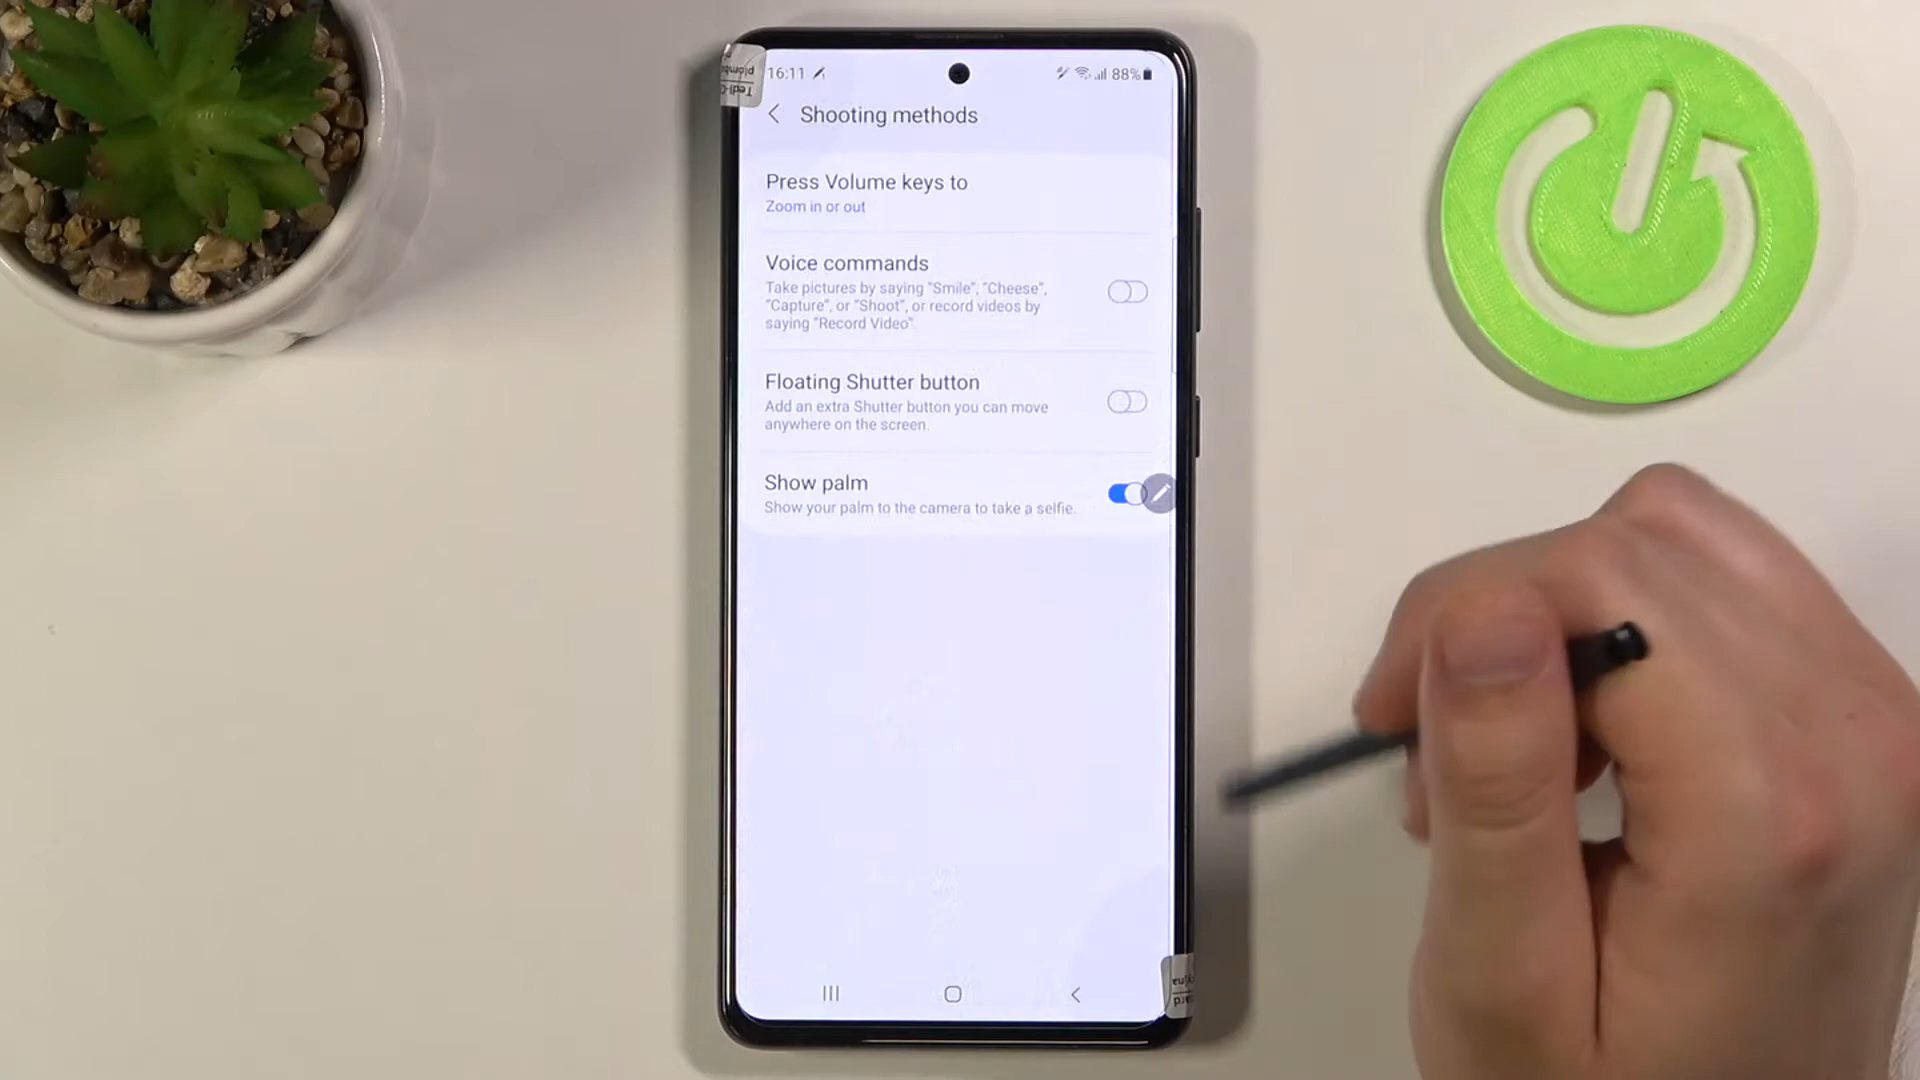 16:11
88%
Shooting methods
Press Volume keys to
Zoom in or out
Voice commands
Take pictures by saying "Smile", "Cheese",
"Capture", or "Shoot", or record videos by
saying "Record Video".
Floating Shutter button
Add an extra Shutter button you can move
anywhere on the screen.
Show palm
Show your palm to the camera to take a selfie.